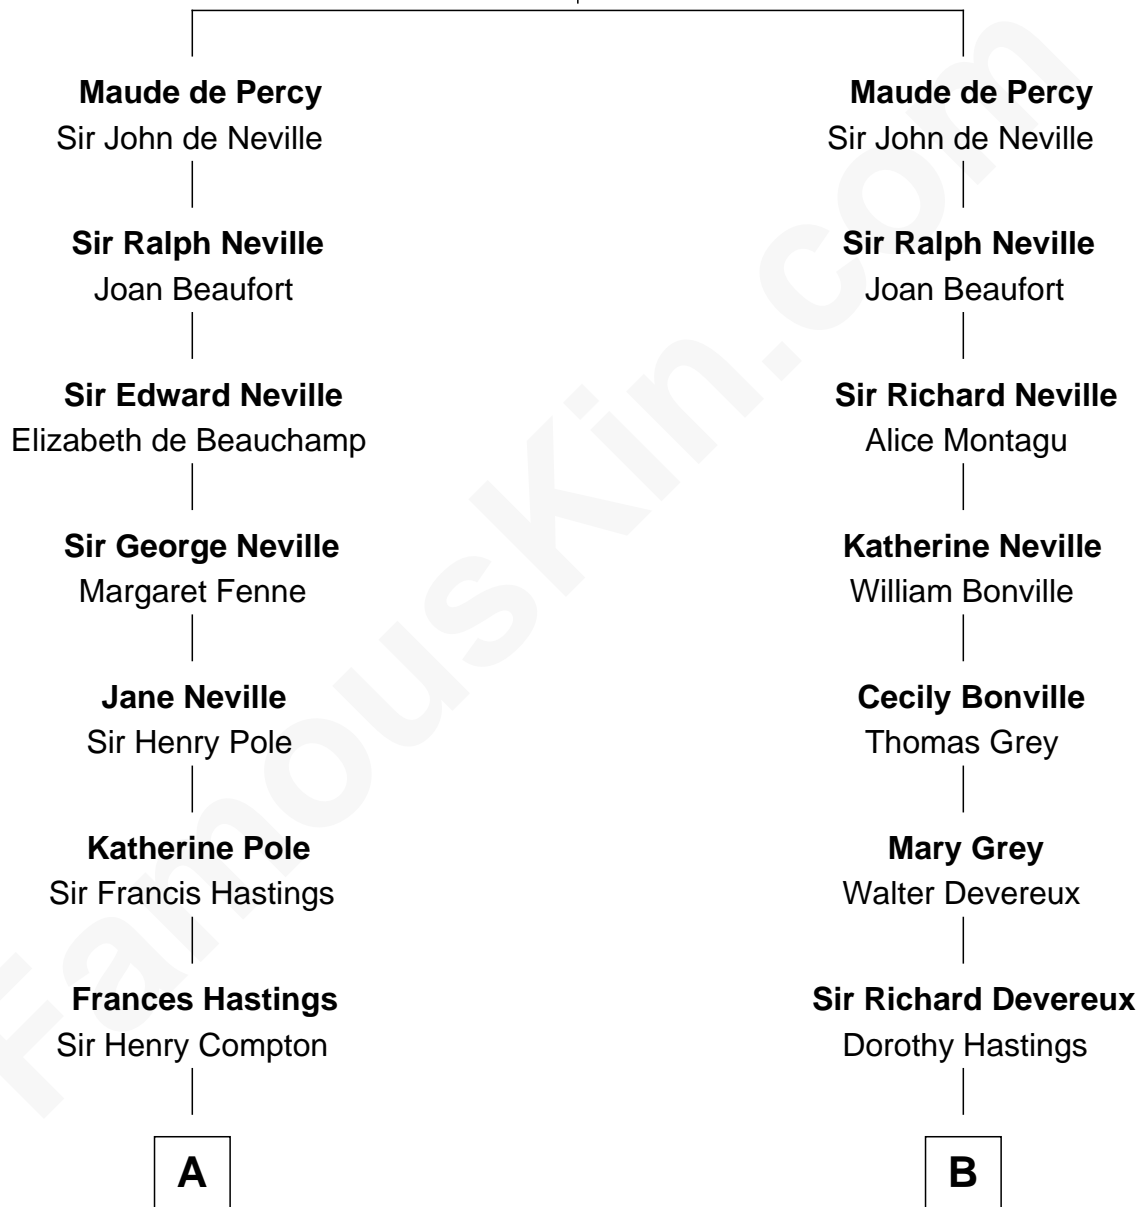 Maude de Percy
Sir John de Neville
Sir Ralph Neville
Joan Beaufort
Sir Edward Neville
Elizabeth de Beauchamp
Sir George Neville
Margaret Fenne
Jane Neville
Sir Henry Pole
Katherine Pole
Sir Francis Hastings
Frances Hastings
Sir Henry Compton
A
Maude de Percy
Sir John de Neville
Sir Ralph Neville
Joan Beaufort
Sir Richard Neville
Alice Montagu
Katherine Neville
William Bonville
Cecily Bonville
Thomas Grey
Mary Grey
Walter Devereux
Sir Richard Devereux
Dorothy Hastings
B
FamousKin.com